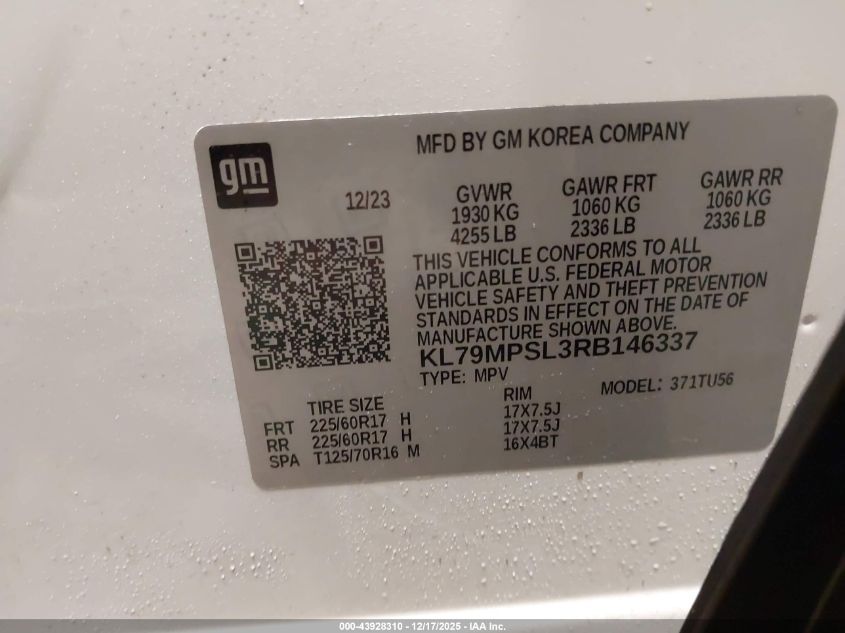 gm
MFD BY GM KOREA COMPANY
12/23
GVWR
1930 KG
4255 LB
GAWR FRT
1060 KG
2336 LB
GAWR RR
1060 KG
2336 LB
THIS VEHICLE CONFORMS TO ALL
APPLICABLE U.S. FEDERAL MOTOR
VEHICLE SAFETY AND THEFT PREVENTION
STANDARDS IN EFFECT ON THE DATE OF
MANUFACTURE SHOWN ABOVE.
KL79MPSL3RB146337
TYPE: MPV
MODEL: 371TU56
TIRE SIZE RIM
FRT 225/60R17 H 17X7.5J
RR 225/60R17 H 17X7.5J
SPA T125/70R16 M 16X4BT
000-43928310 - 12/17/2025 - IAA Inc.